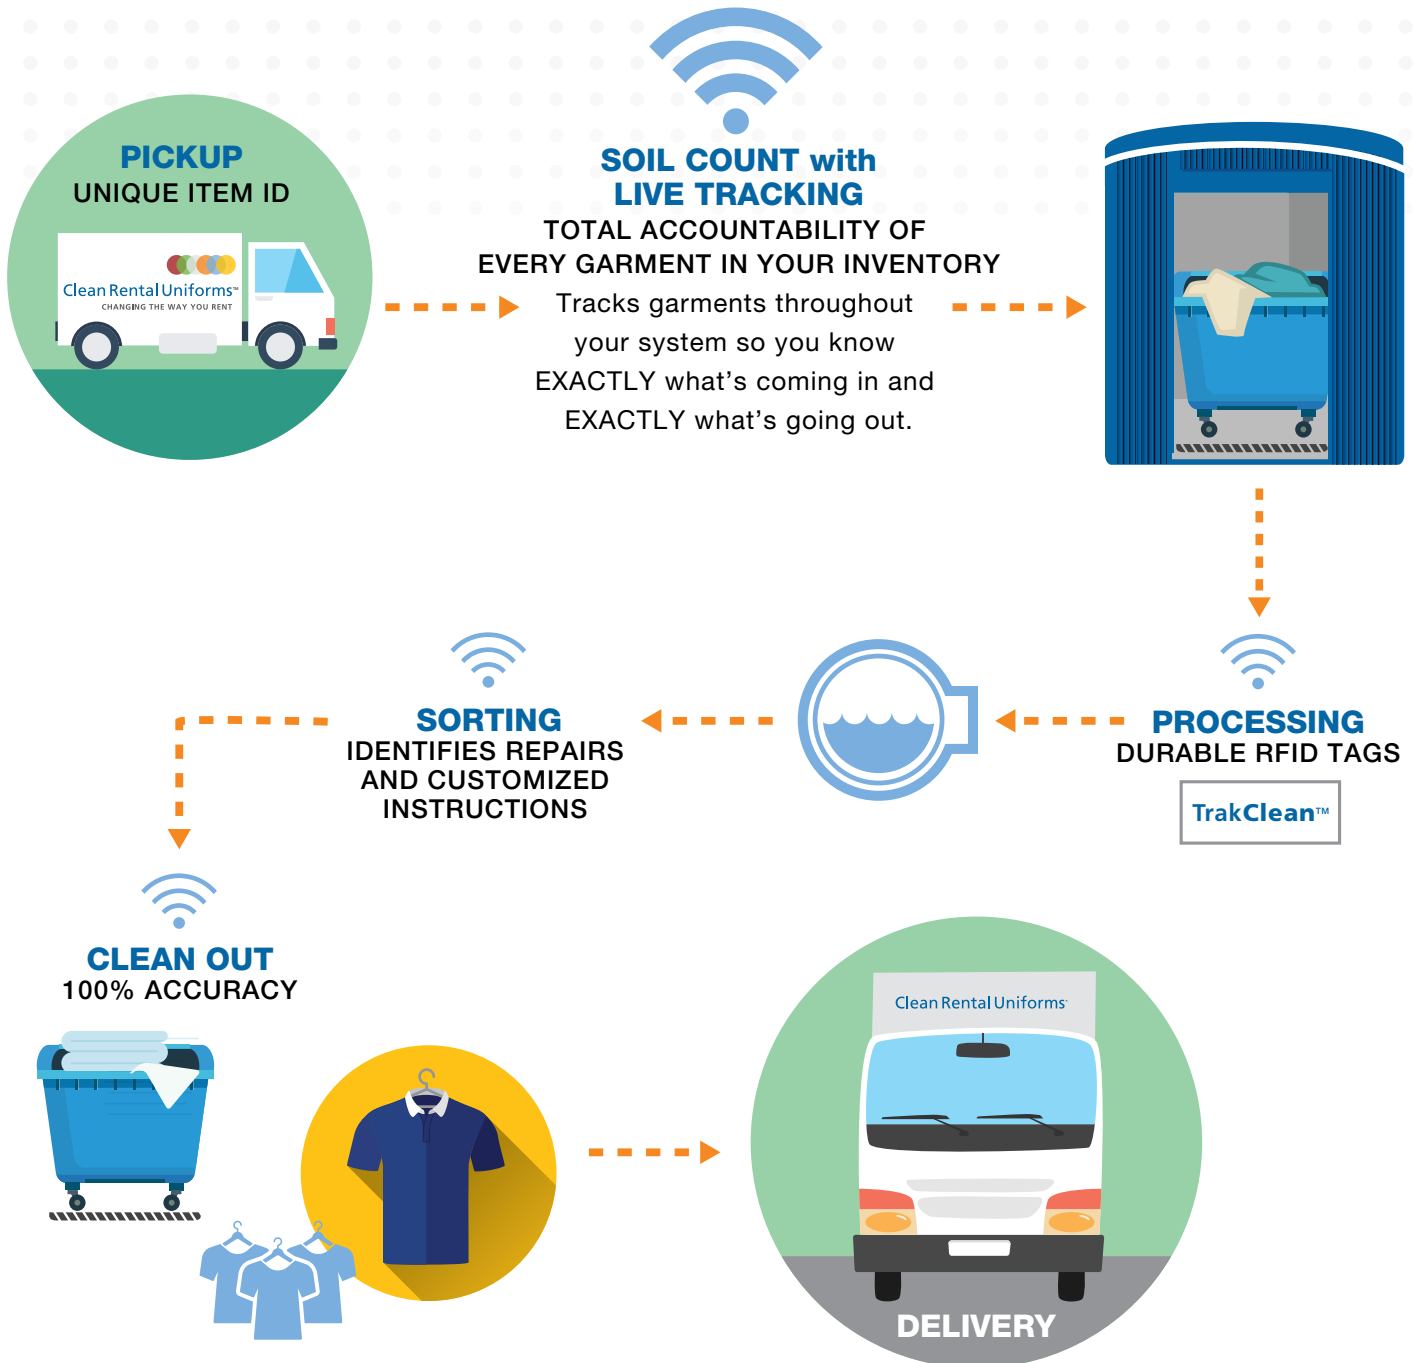 PICKUP
UNIQUE ITEM ID
Clean Rental Uniforms™
CHANGING THE WAY YOU RENT
SOIL COUNT with
LIVE TRACKING
TOTAL ACCOUNTABILITY OF
EVERY GARMENT IN YOUR INVENTORY
Tracks garments throughout
your system so you know
EXACTLY what's coming in and
EXACTLY what's going out.
SORTING
IDENTIFIES REPAIRS
AND CUSTOMIZED
INSTRUCTIONS
PROCESSING
DURABLE RFID TAGS
TrakClean™
CLEAN OUT
100% ACCURACY
Clean Rental Uniforms
DELIVERY